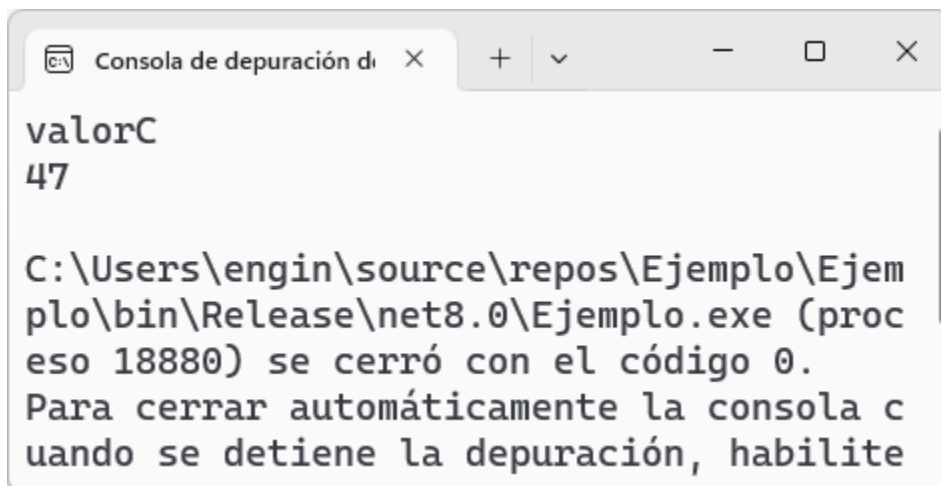 Consola de depuración de
valorC
47
C:\Users\engin\source\repos\Ejemplo\Ejem
plo\bin\Release\net8.0\Ejemplo.exe (proc
eso 18880) se cerró con el código 0.
Para cerrar automáticamente la consola c
uando se detiene la depuración, habilite